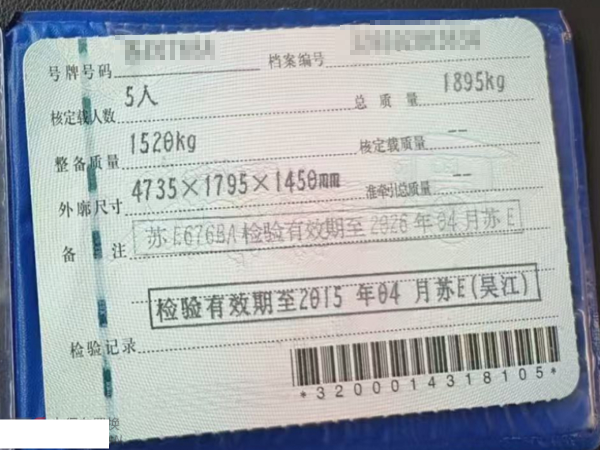 号牌号码 档案编号
核定载人数 5人 总质量 1895kg
整备质量 1520kg 核定载质量 --
外廓尺寸 4735×1795×1450mm 准牵引总质量 --
备注 苏E676BA检验有效期至2026年04月苏E
检验有效期至2015年04月苏E(吴江)
检验记录
*3200014318105*